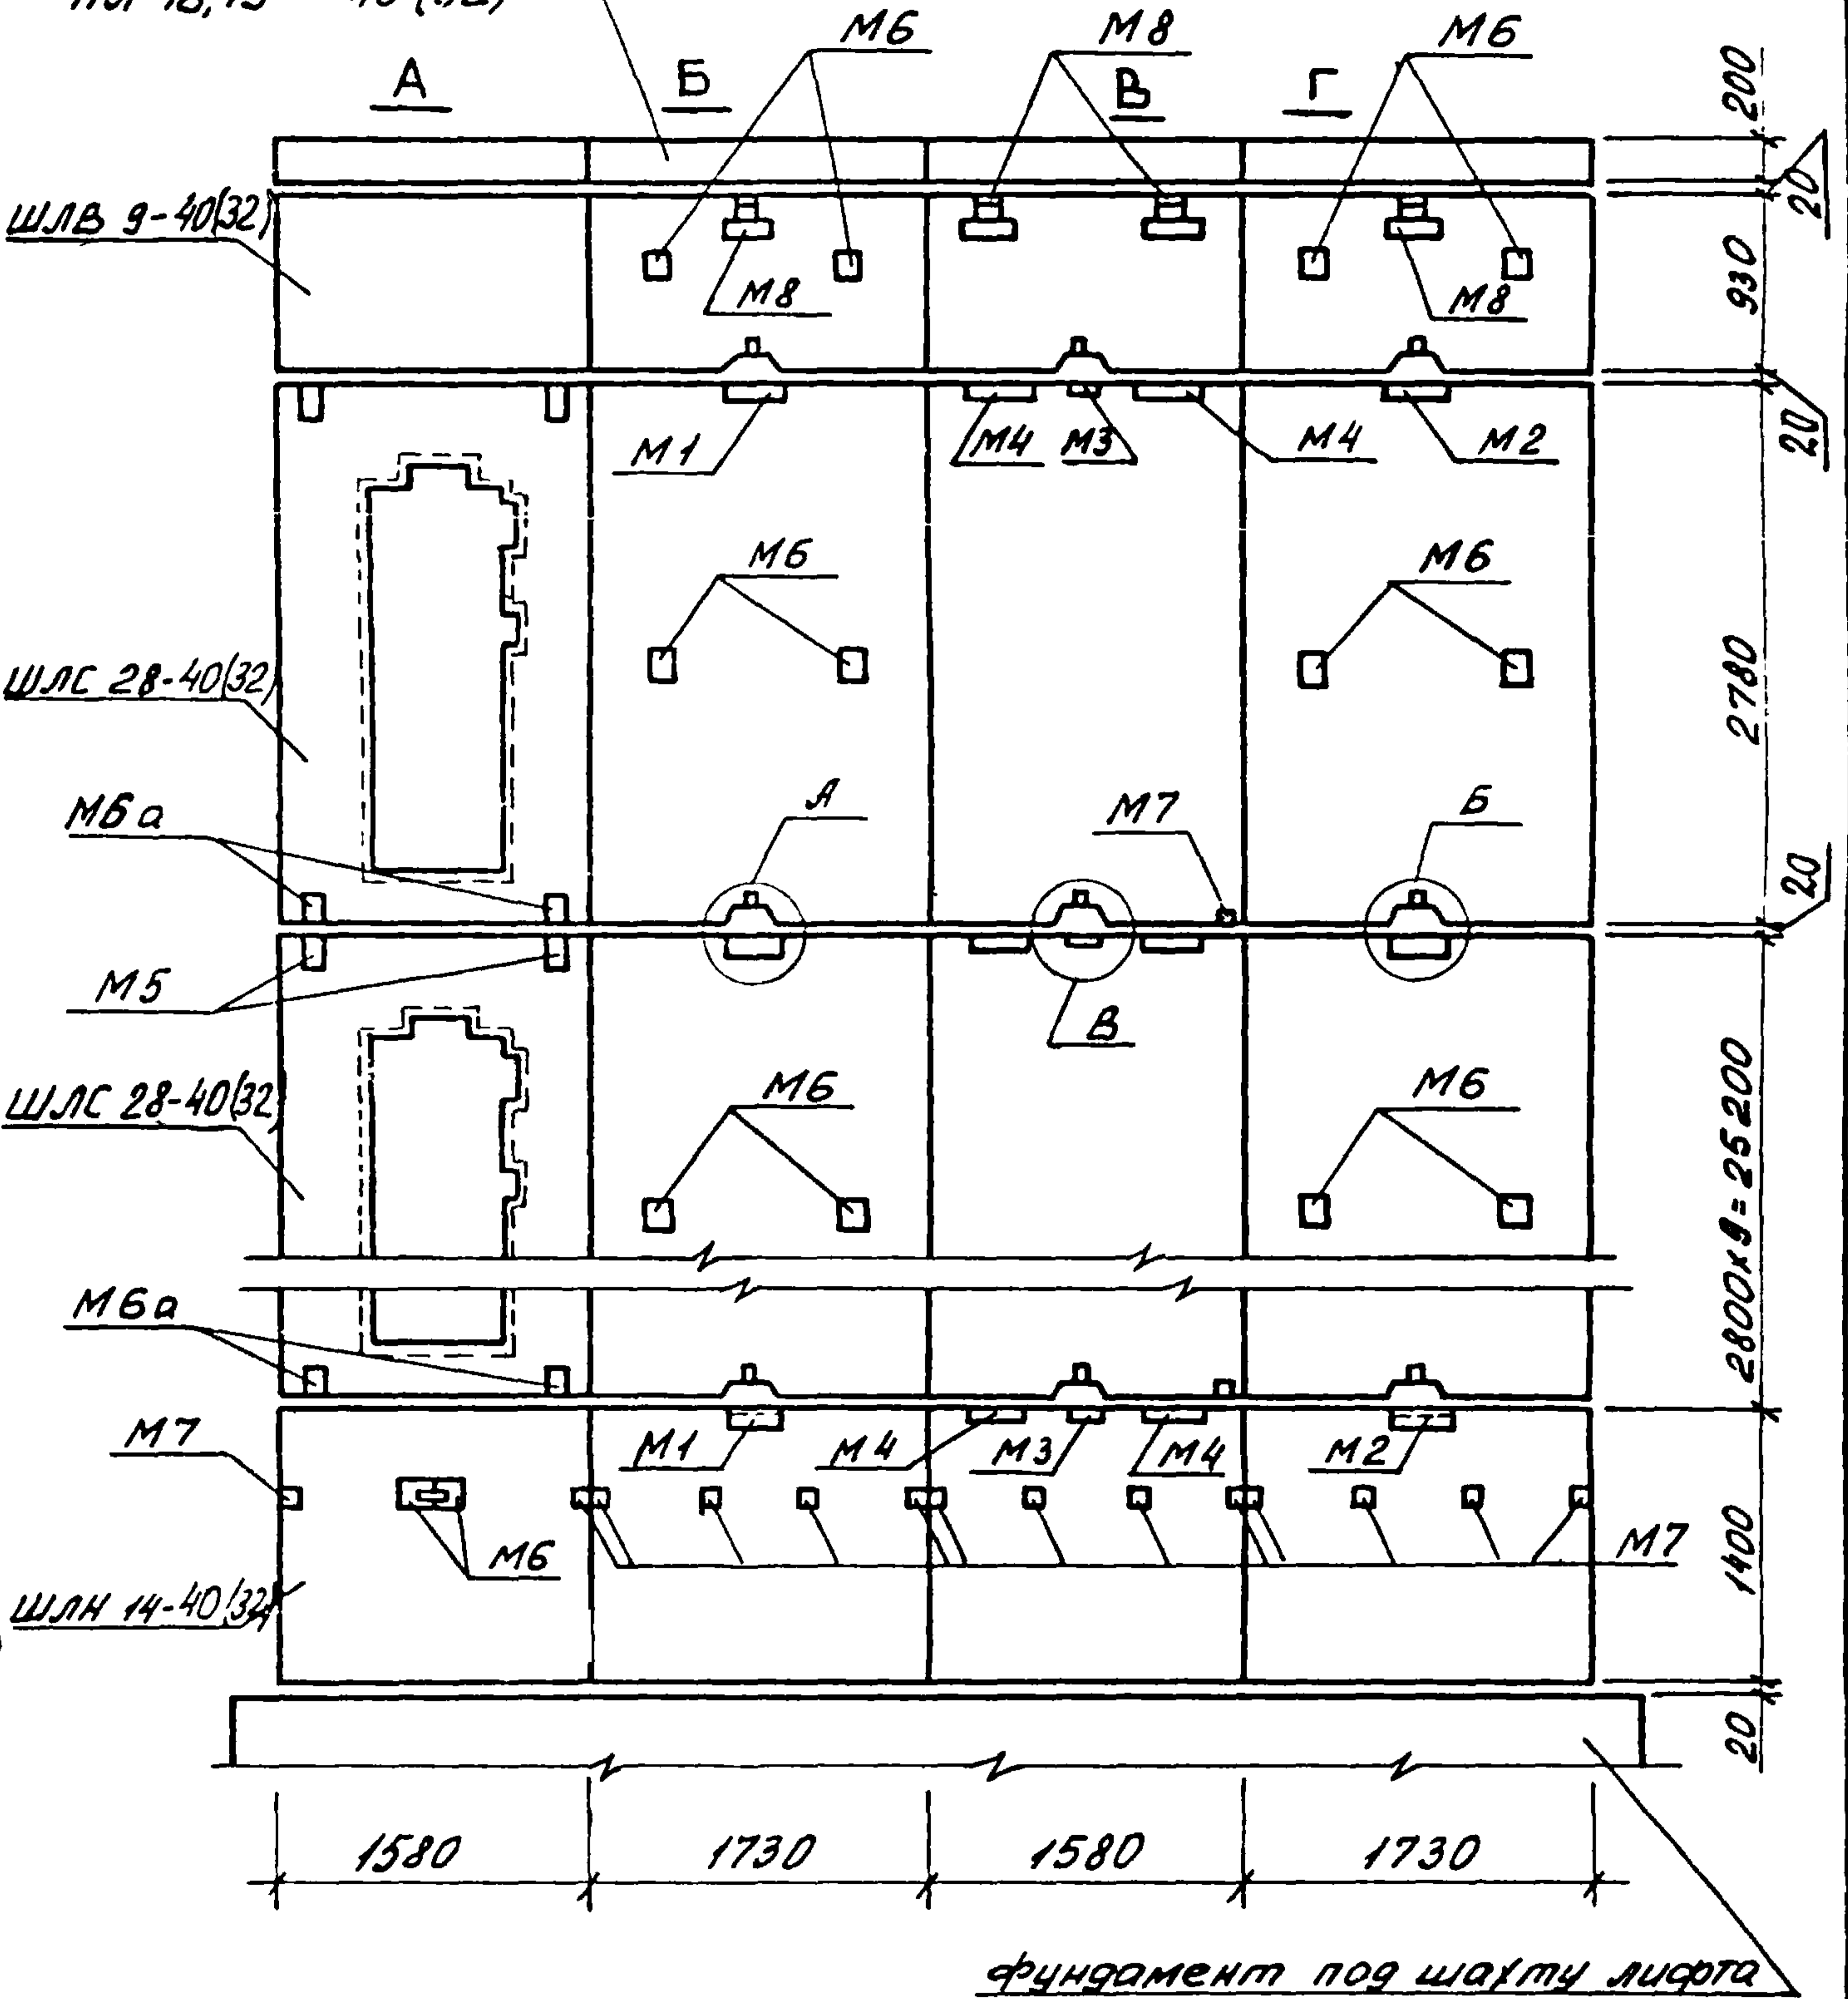 М6
М8
М6
А
Б
В
Г
200
20
ШЛВ 9-40(32)
М8
М8
930
М1
М4
М3
М4
М2
20
М6
М6
ШЛС 28-40(32)
2780
М6а
А
М7
Б
20
М5
В
ШЛС 28-40(32
М6
М6
2800х9=25200
М6а
М7
М1
М4
М3
М4
М2
М6
М7
ШЛН 14-40(32)
1400
20
1580
1730
1580
1730
фундамент под шахту лифта